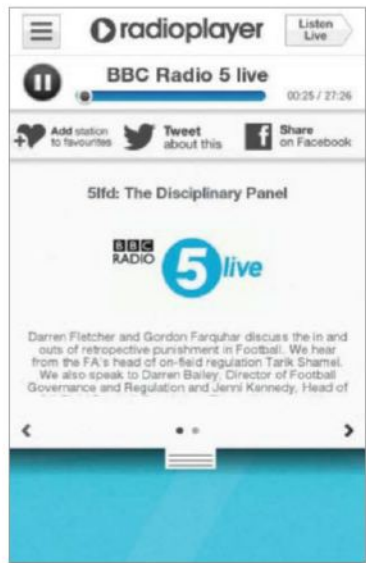 radioplayer
Listen
Live
BBC Radio 5 live
00:25 / 27:26
Add station
to favourites
Tweet
about this
Share
on Facebook
5lfd: The Disciplinary Panel
BBC
RADIO
5 live
Darren Fletcher and Gordon Farquhar discuss the in and
outs of retropective punishment in Football. We hear
from the FA's head of on-field regulation Tarik Shamel.
We also speak to Darren Bailey, Director of Football
Governance and Regulation and Jenni Kennedy, Head of